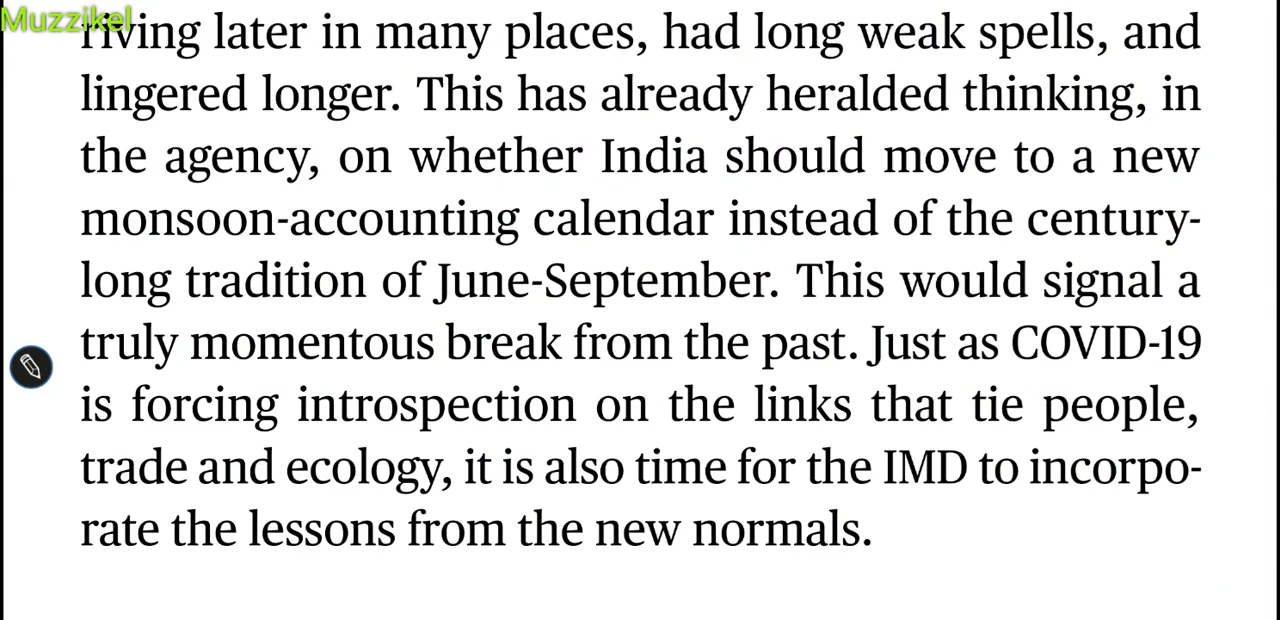 Muzzikel
riving later in many places, had long weak spells, and
lingered longer. This has already heralded thinking, in
the agency, on whether India should move to a new
monsoon-accounting calendar instead of the century-
long tradition of June-September. This would signal a
truly momentous break from the past. Just as COVID-19
is forcing introspection on the links that tie people,
trade and ecology, it is also time for the IMD to incorpo-
rate the lessons from the new normals.